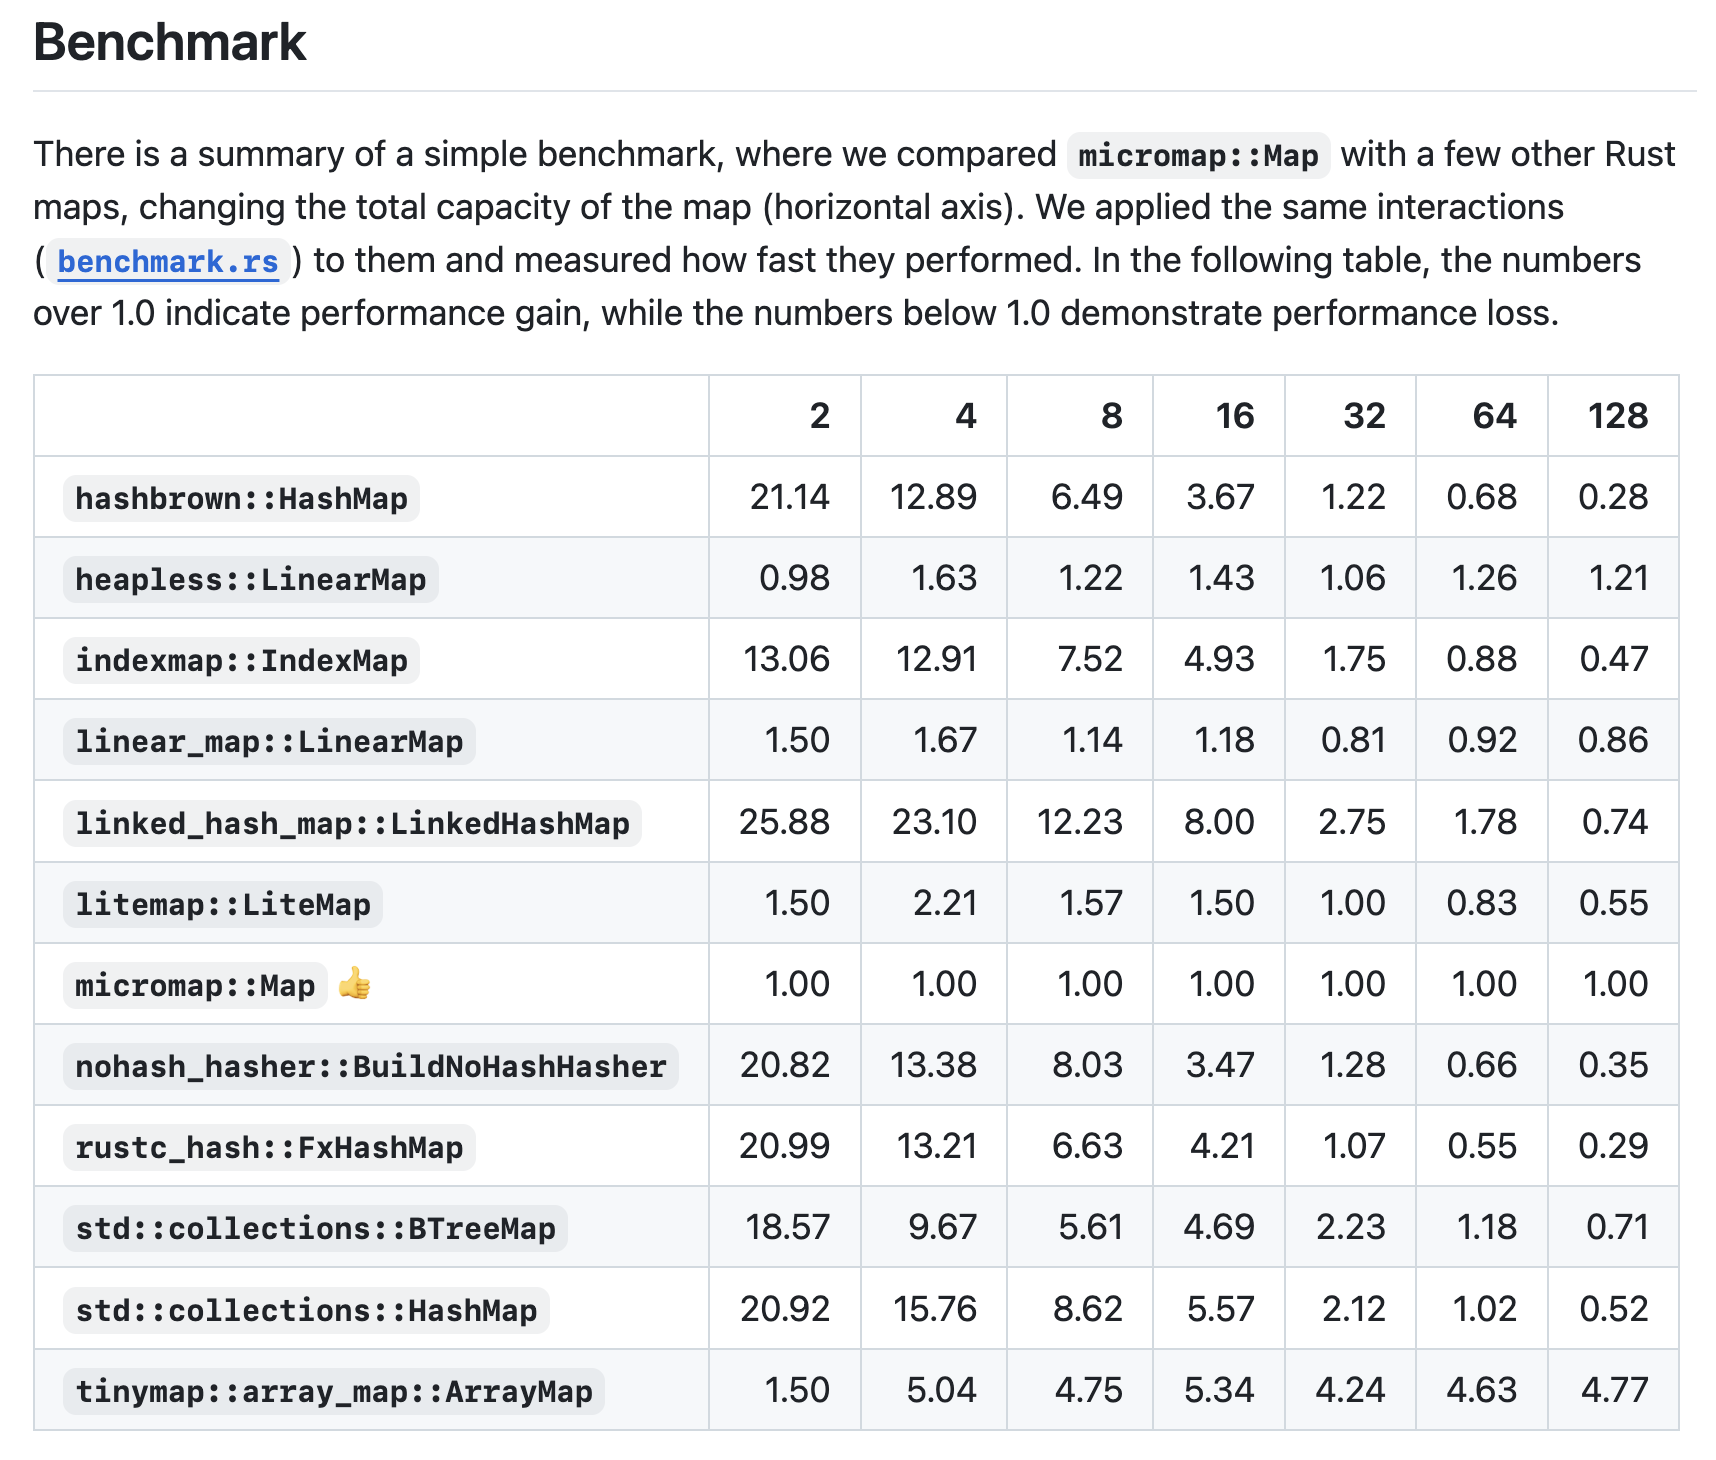 Benchmark
There is a summary of a simple benchmark, where we compared micromap::Map with a few other Rust
maps, changing the total capacity of the map (horizontal axis). We applied the same interactions
(benchmark.rs) to them and measured how fast they performed. In the following table, the numbers
over 1.0 indicate performance gain, while the numbers below 1.0 demonstrate performance loss.
2 4 8 16 32 64 128
hashbrown::HashMap 21.14 12.89 6.49 3.67 1.22 0.68 0.28
heapless::LinearMap 0.98 1.63 1.22 1.43 1.06 1.26 1.21
indexmap::IndexMap 13.06 12.91 7.52 4.93 1.75 0.88 0.47
linear_map::LinearMap 1.50 1.67 1.14 1.18 0.81 0.92 0.86
linked_hash_map::LinkedHashMap 25.88 23.10 12.23 8.00 2.75 1.78 0.74
litemap::LiteMap 1.50 2.21 1.57 1.50 1.00 0.83 0.55
micromap::Map 👍 1.00 1.00 1.00 1.00 1.00 1.00 1.00
nohash_hasher::BuildNoHashHasher 20.82 13.38 8.03 3.47 1.28 0.66 0.35
rustc_hash::FxHashMap 20.99 13.21 6.63 4.21 1.07 0.55 0.29
std::collections::BTreeMap 18.57 9.67 5.61 4.69 2.23 1.18 0.71
std::collections::HashMap 20.92 15.76 8.62 5.57 2.12 1.02 0.52
tinymap::array_map::ArrayMap 1.50 5.04 4.75 5.34 4.24 4.63 4.77